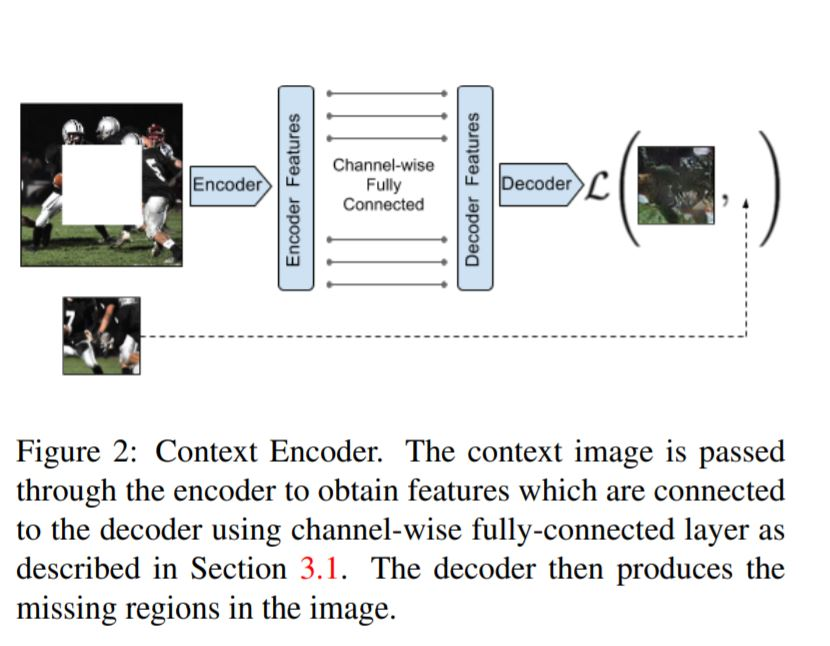 Encoder
Encoder Features
Channel-wise
Fully
Connected
Decoder Features
Decoder
ℒ( , )
7
Figure 2: Context Encoder. The context image is passed
through the encoder to obtain features which are connected
to the decoder using channel-wise fully-connected layer as
described in Section 3.1. The decoder then produces the
missing regions in the image.